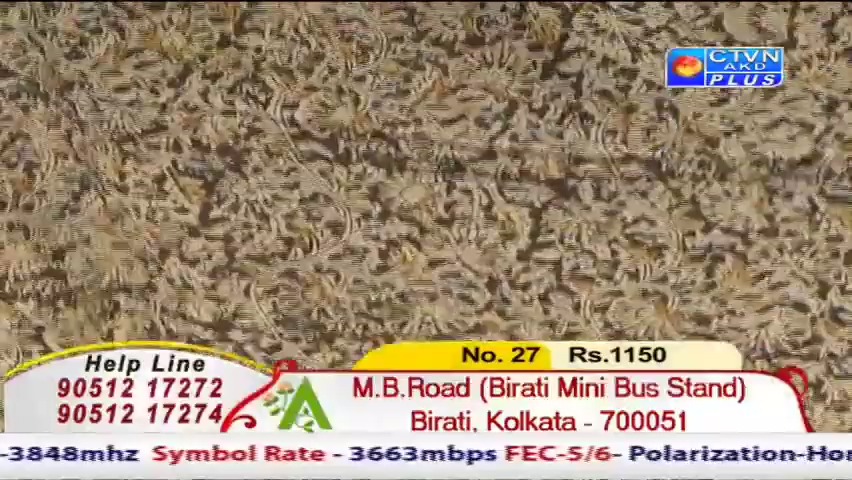 CTVN
AKD
PLUS
No. 27 Rs.1150
Help Line
90512 17272
90512 17274
M.B.Road (Birati Mini Bus Stand)
Birati, Kolkata - 700051
-3848mhz Symbol Rate - 3663mbps FEC-5/6- Polarization-Hor